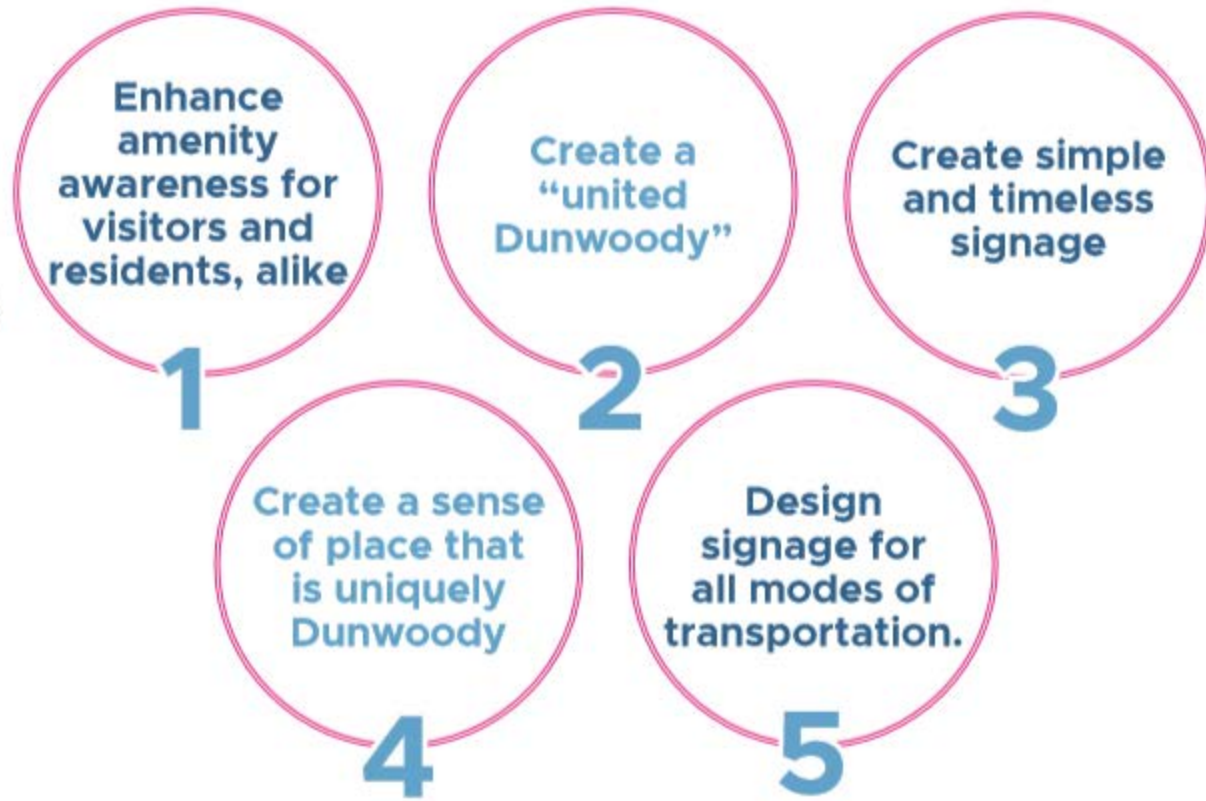 Enhance
amenity
awareness for
visitors and
residents, alike
1
Create a
“united
Dunwoody”
2
Create simple
and timeless
signage
3
Create a sense
of place that
is uniquely
Dunwoody
4
Design
signage for
all modes of
transportation.
5